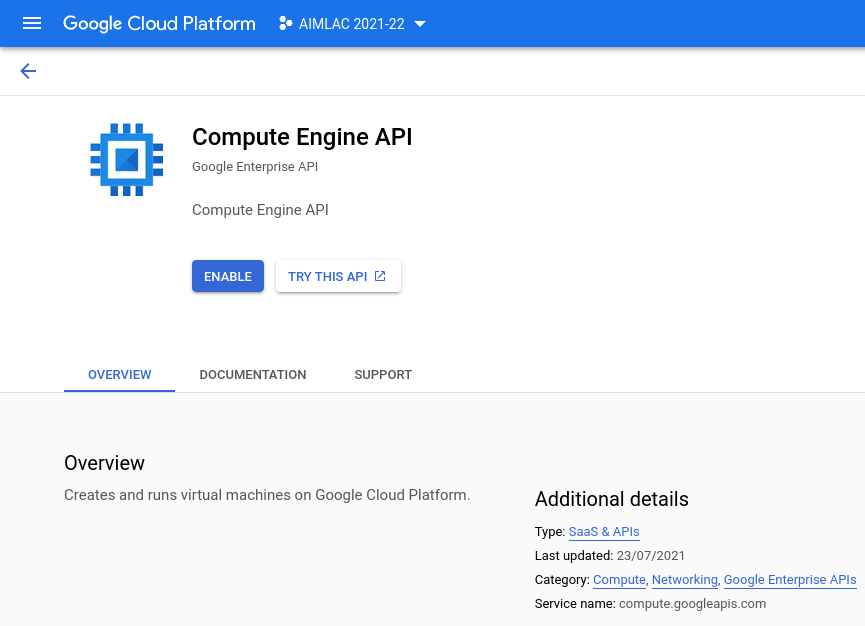 Google Cloud Platform AIMLAC 2021-22
Compute Engine API
Google Enterprise API
Compute Engine API
ENABLE TRY THIS API
OVERVIEW DOCUMENTATION SUPPORT
Overview
Creates and runs virtual machines on Google Cloud Platform.
Additional details
Type: SaaS & APIs
Last updated: 23/07/2021
Category: Compute, Networking, Google Enterprise APIs
Service name: compute.googleapis.com